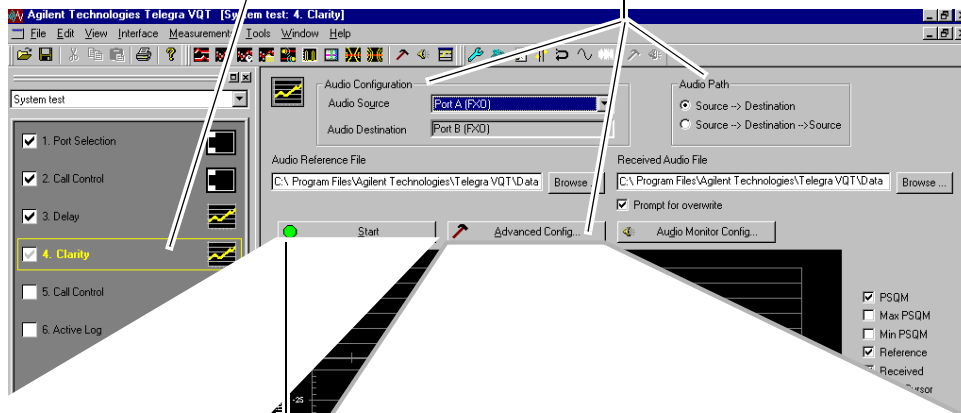 Agilent Technologies Telegra VQT [System test: 4. Clarity]
File Edit View Interface Measurements Tools Window Help
System test
1. Port Selection
2. Call Control
3. Delay
4. Clarity
5. Call Control
6. Active Log
Audio Configuration
Audio Source
Port A (FXO)
Audio Destination
Port B (FXO)
Audio Path
Source --> Destination
Source --> Destination -->Source
Audio Reference File
C:\ Program Files\Agilent Technologies\Telegra VQT\Data
Browse ...
Received Audio File
C:\ Program Files\Agilent Technologies\Telegra VQT\Data
Browse ...
Prompt for overwrite
Start
Advanced Config...
Audio Monitor Config...
PSQM
Max PSQM
Min PSQM
Reference
Received
-25